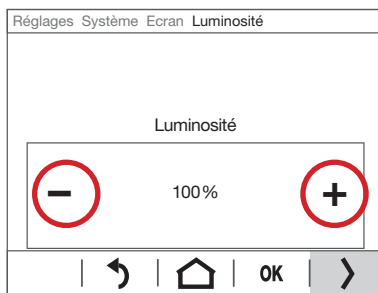 Réglages Système Ecran Luminosité
Luminosité
− 100% +
OK